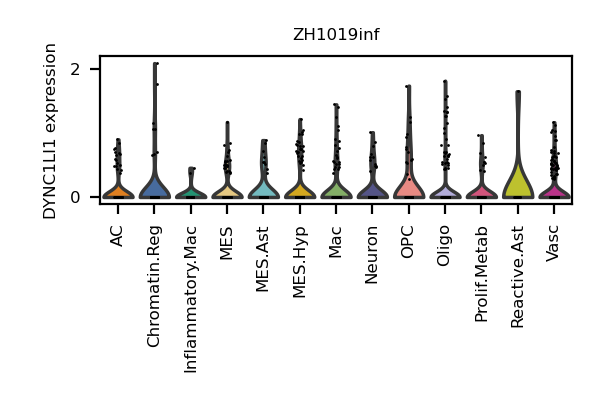 ZH1019inf
DYNC1LI1 expression
2
0
AC
Chromatin.Reg
Inflammatory.Mac
MES
MES.Ast
MES.Hyp
Mac
Neuron
OPC
Oligo
Prolif.Metab
Reactive.Ast
Vasc